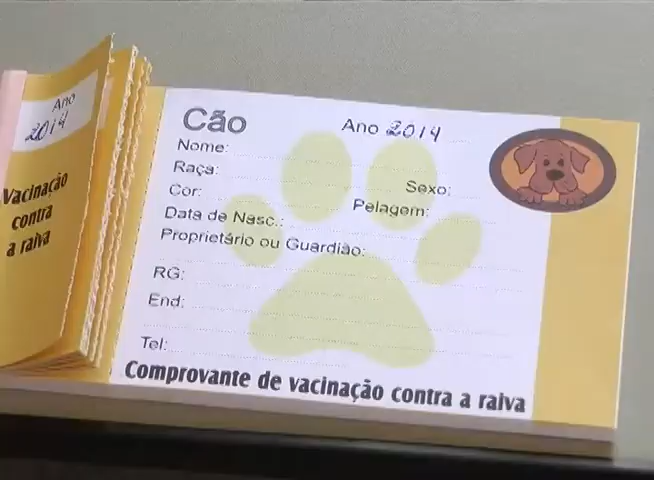 Ano
2014
Vacinação
contra
a raiva
Cão
Ano 2014
Nome:
Raça:
Sexo:
Cor:
Pelagem:
Data de Nasc.:
Proprietário ou Guardião:
RG:
End:
Tel:
Comprovante de vacinação contra a raiva